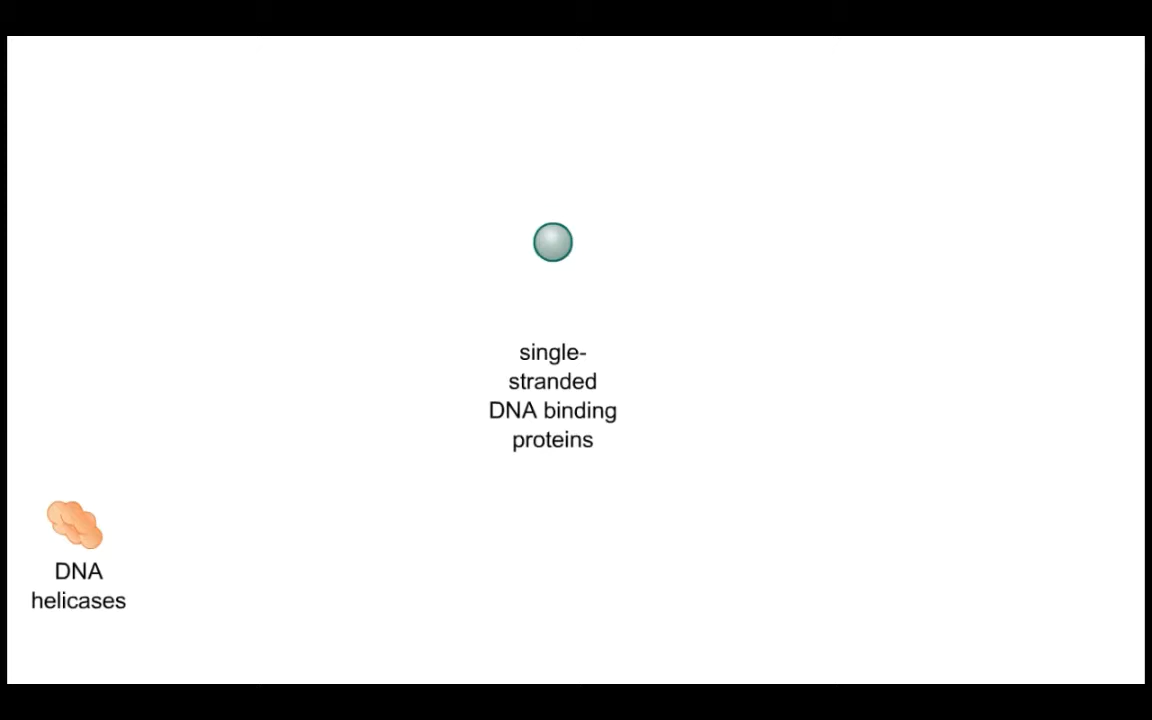 single-
stranded
DNA binding
proteins
DNA
helicases